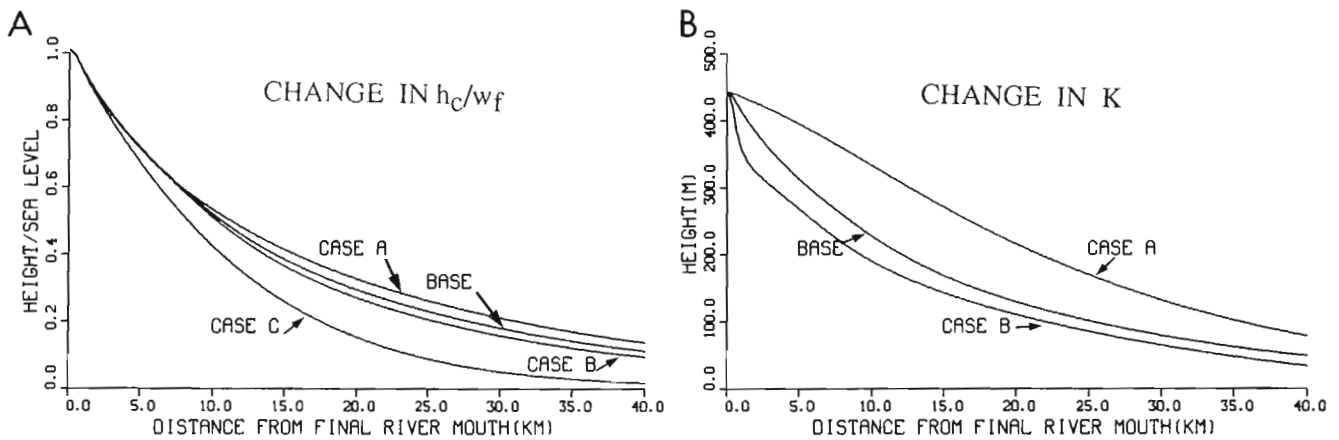 A
CHANGE IN hc/wf
HEIGHT/SEA LEVEL
1.0
0.8
0.6
0.4
0.2
0.0
CASE A
BASE
CASE C
CASE B
0.0 5.0 10.0 15.0 20.0 25.0 30.0 35.0 40.0
DISTANCE FROM FINAL RIVER MOUTH(KM)
B
CHANGE IN K
HEIGHT(M)
500.0
400.0
300.0
200.0
100.0
0.0
BASE
CASE A
CASE B
0.0 5.0 10.0 15.0 20.0 25.0 30.0 35.0 40.0
DISTANCE FROM FINAL RIVER MOUTH(KM)